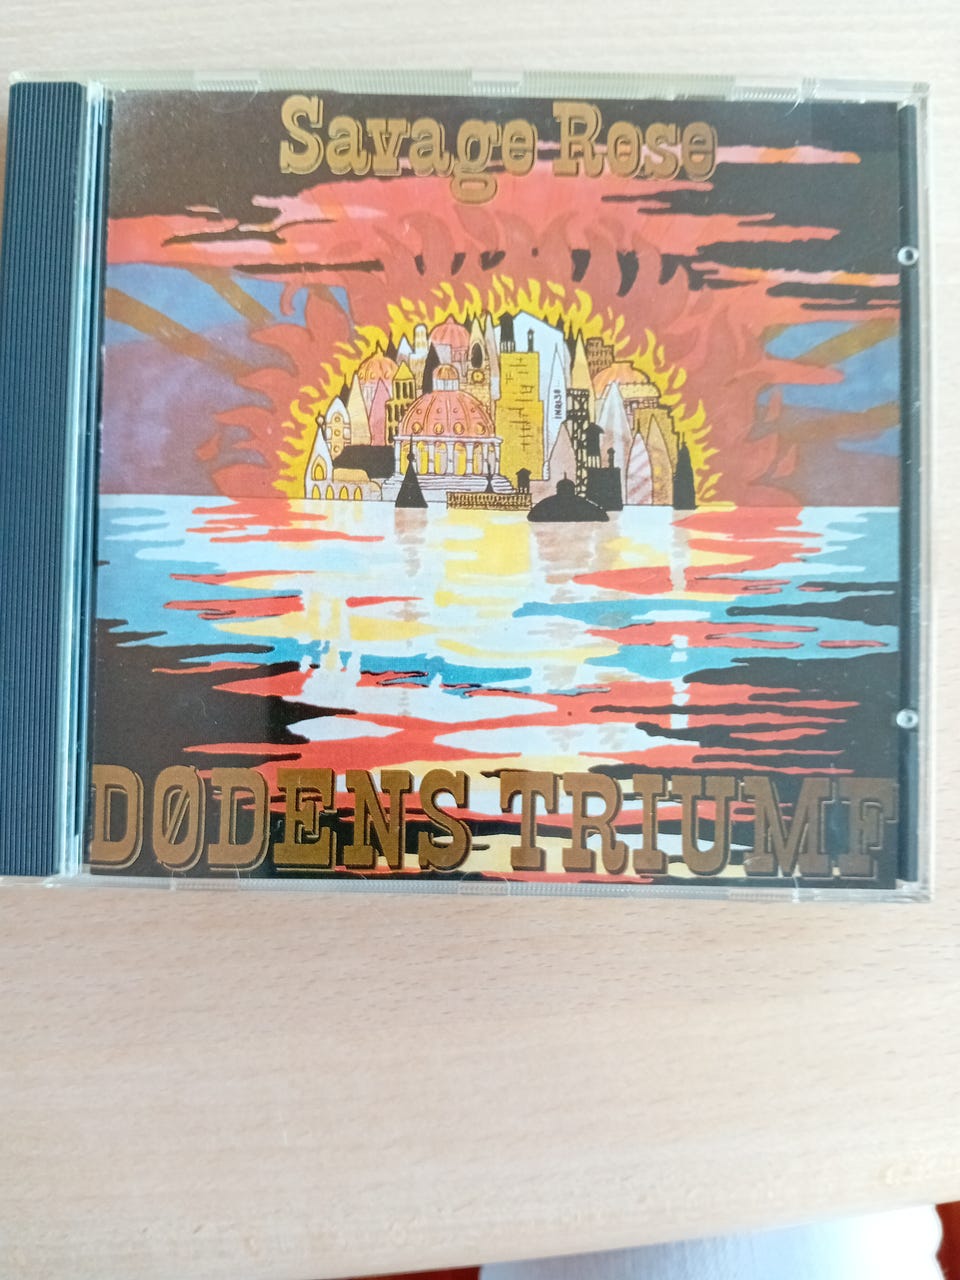 Savage Rose
DØDENS TRIUMF